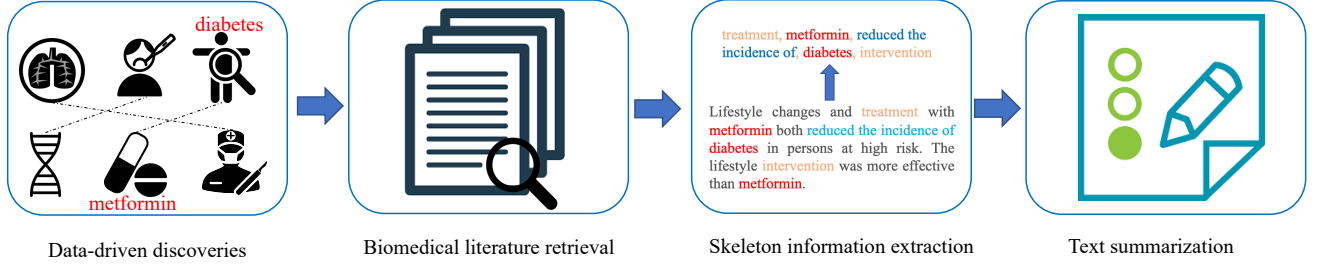 diabetes
metformin
treatment, metformin, reduced the
incidence of, diabetes, intervention
Lifestyle changes and treatment with
metformin both reduced the incidence of
diabetes in persons at high risk. The
lifestyle intervention was more effective
than metformin.
Data-driven discoveries
Biomedical literature retrieval
Skeleton information extraction
Text summarization